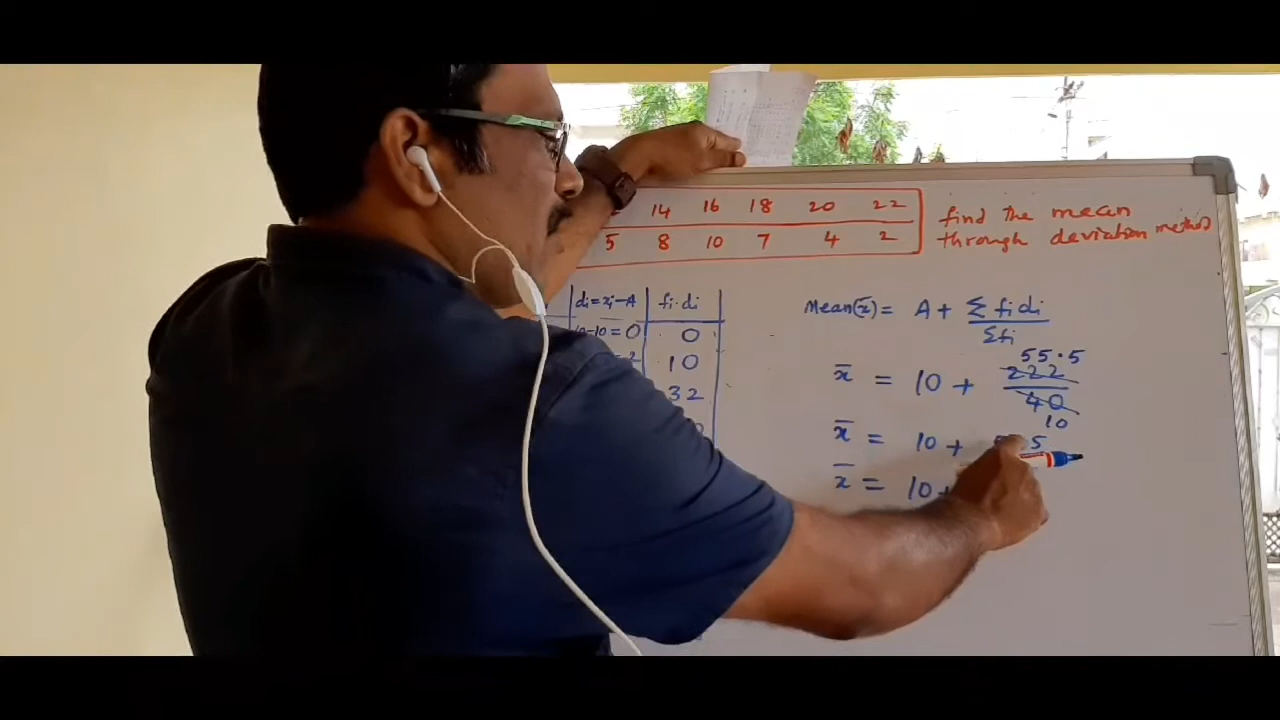 14 16 18 20 22
5 8 10 7 4 2
find the mean
through deviation method
di = xi - A fi.di
10-10 = 0 0
10
32
Mean(x̄) = A + Σ fidi
Σfi
55.5
x̄ = 10 + 222
40
10
x̄ = 10 + 5
x̄ = 10 +